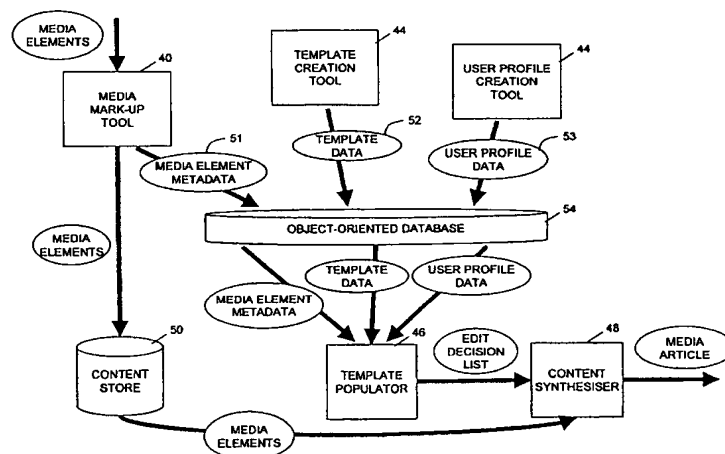 MEDIA
ELEMENTS
40
MEDIA
MARK-UP
TOOL
44
TEMPLATE
CREATION
TOOL
44
USER PROFILE
CREATION
TOOL
51
MEDIA ELEMENT
METADATA
52
TEMPLATE
DATA
53
USER PROFILE
DATA
54
OBJECT-ORIENTED DATABASE
MEDIA
ELEMENTS
MEDIA ELEMENT
METADATA
TEMPLATE
DATA
USER PROFILE
DATA
50
CONTENT
STORE
46
TEMPLATE
POPULATOR
EDIT
DECISION
LIST
48
CONTENT
SYNTHESISER
MEDIA
ARTICLE
MEDIA
ELEMENTS